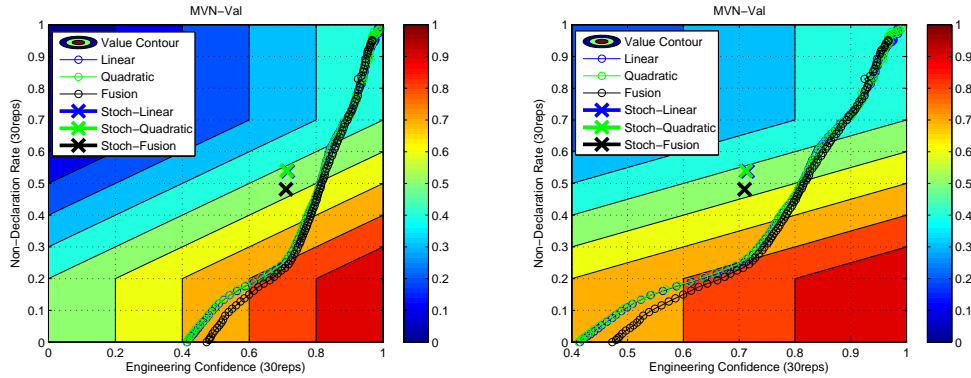 MVN−Val
Non−Declaration Rate (30reps)
1
0.9
0.8
0.7
0.6
0.5
0.4
0.3
0.2
0.1
0
Value Contour
Linear
Quadratic
Fusion
Stoch−Linear
Stoch−Quadratic
Stoch−Fusion
0 0.2 0.4 0.6 0.8 1
Engineering Confidence (30reps)
1
0.9
0.8
0.7
0.6
0.5
0.4
0.3
0.2
0.1
0
MVN−Val
Non−Declaration Rate (30reps)
1
0.9
0.8
0.7
0.6
0.5
0.4
0.3
0.2
0.1
0
Value Contour
Linear
Quadratic
Fusion
Stoch−Linear
Stoch−Quadratic
Stoch−Fusion
0.4 0.5 0.6 0.7 0.8 0.9 1
Engineering Confidence (30reps)
1
0.9
0.8
0.7
0.6
0.5
0.4
0.3
0.2
0.1
0